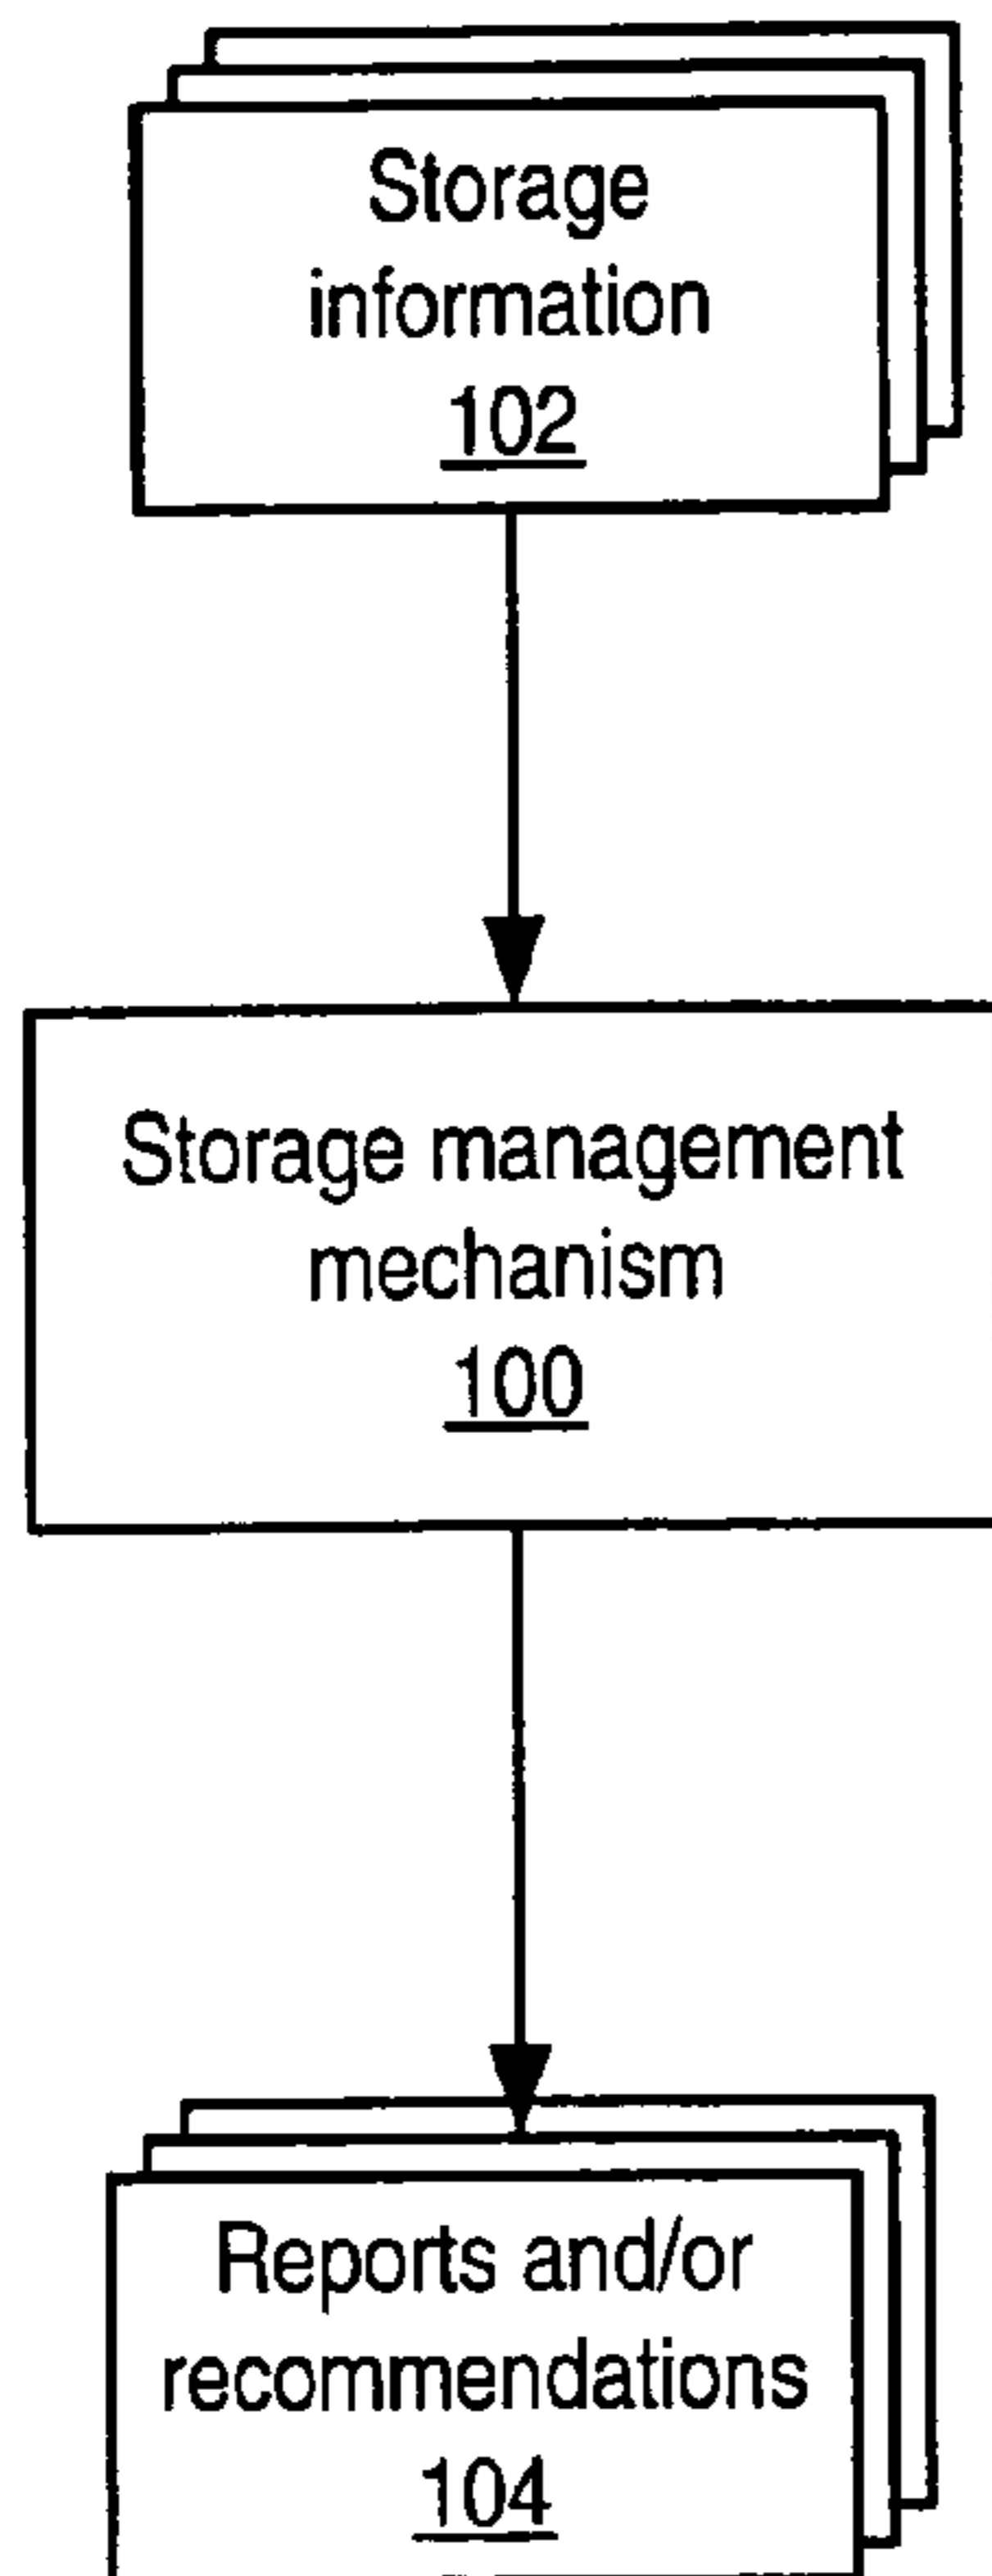 Storage
information
102
Storage management
mechanism
100
Reports and/or
recommendations
104